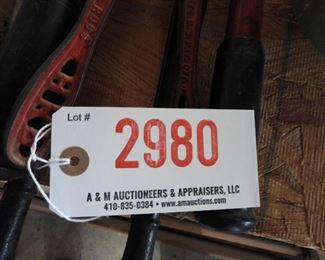 Lot #
2980
A & M AUCTIONEERS & APPRAISERS, LLC
410-835-0384 • www.amauctions.com